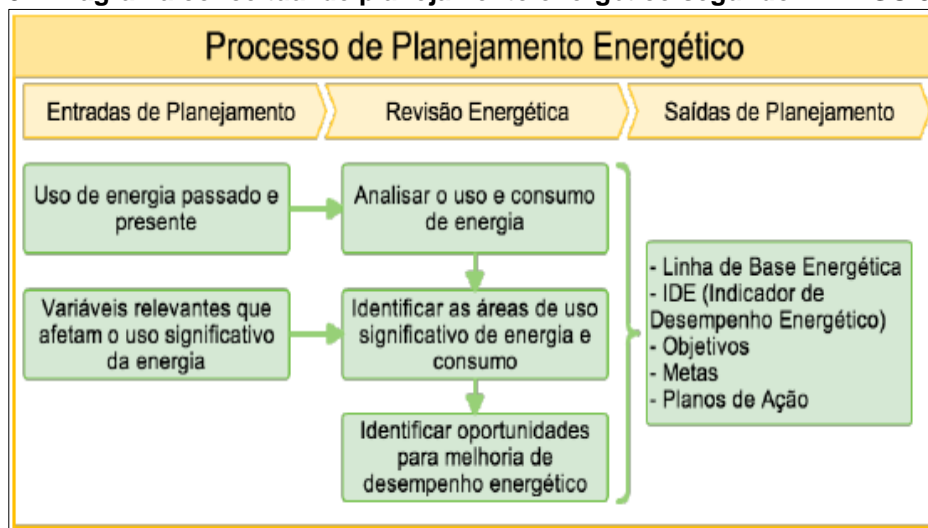 Processo de Planejamento Energético
Entradas de Planejamento
Revisão Energética
Saídas de Planejamento
Uso de energia passado e
presente
Analisar o uso e consumo
de energia
Variáveis relevantes que
afetam o uso significativo
da energia
Identificar as áreas de uso
significativo de energia e
consumo
Identificar oportunidades
para melhoria de
desempenho energético
- Linha de Base Energética
- IDE (Indicador de
Desempenho Energético)
- Objetivos
- Metas
- Planos de Ação